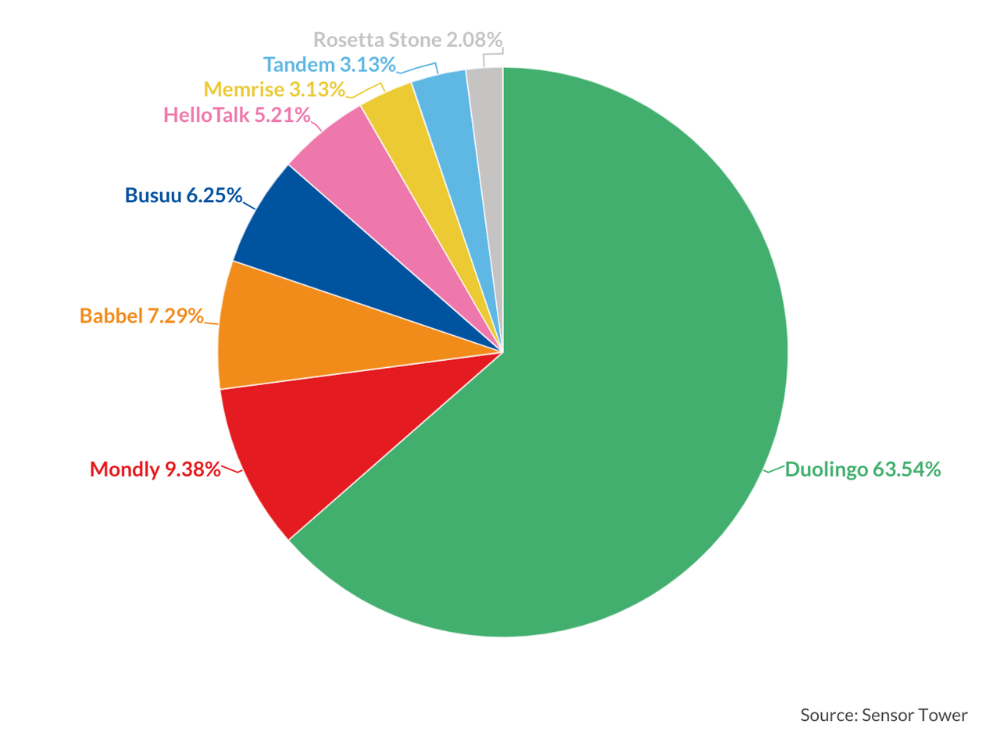 Rosetta Stone 2.08%
Tandem 3.13%
Memrise 3.13%
HelloTalk 5.21%
Busuu 6.25%
Babbel 7.29%
Mondly 9.38%
Duolingo 63.54%
Source: Sensor Tower